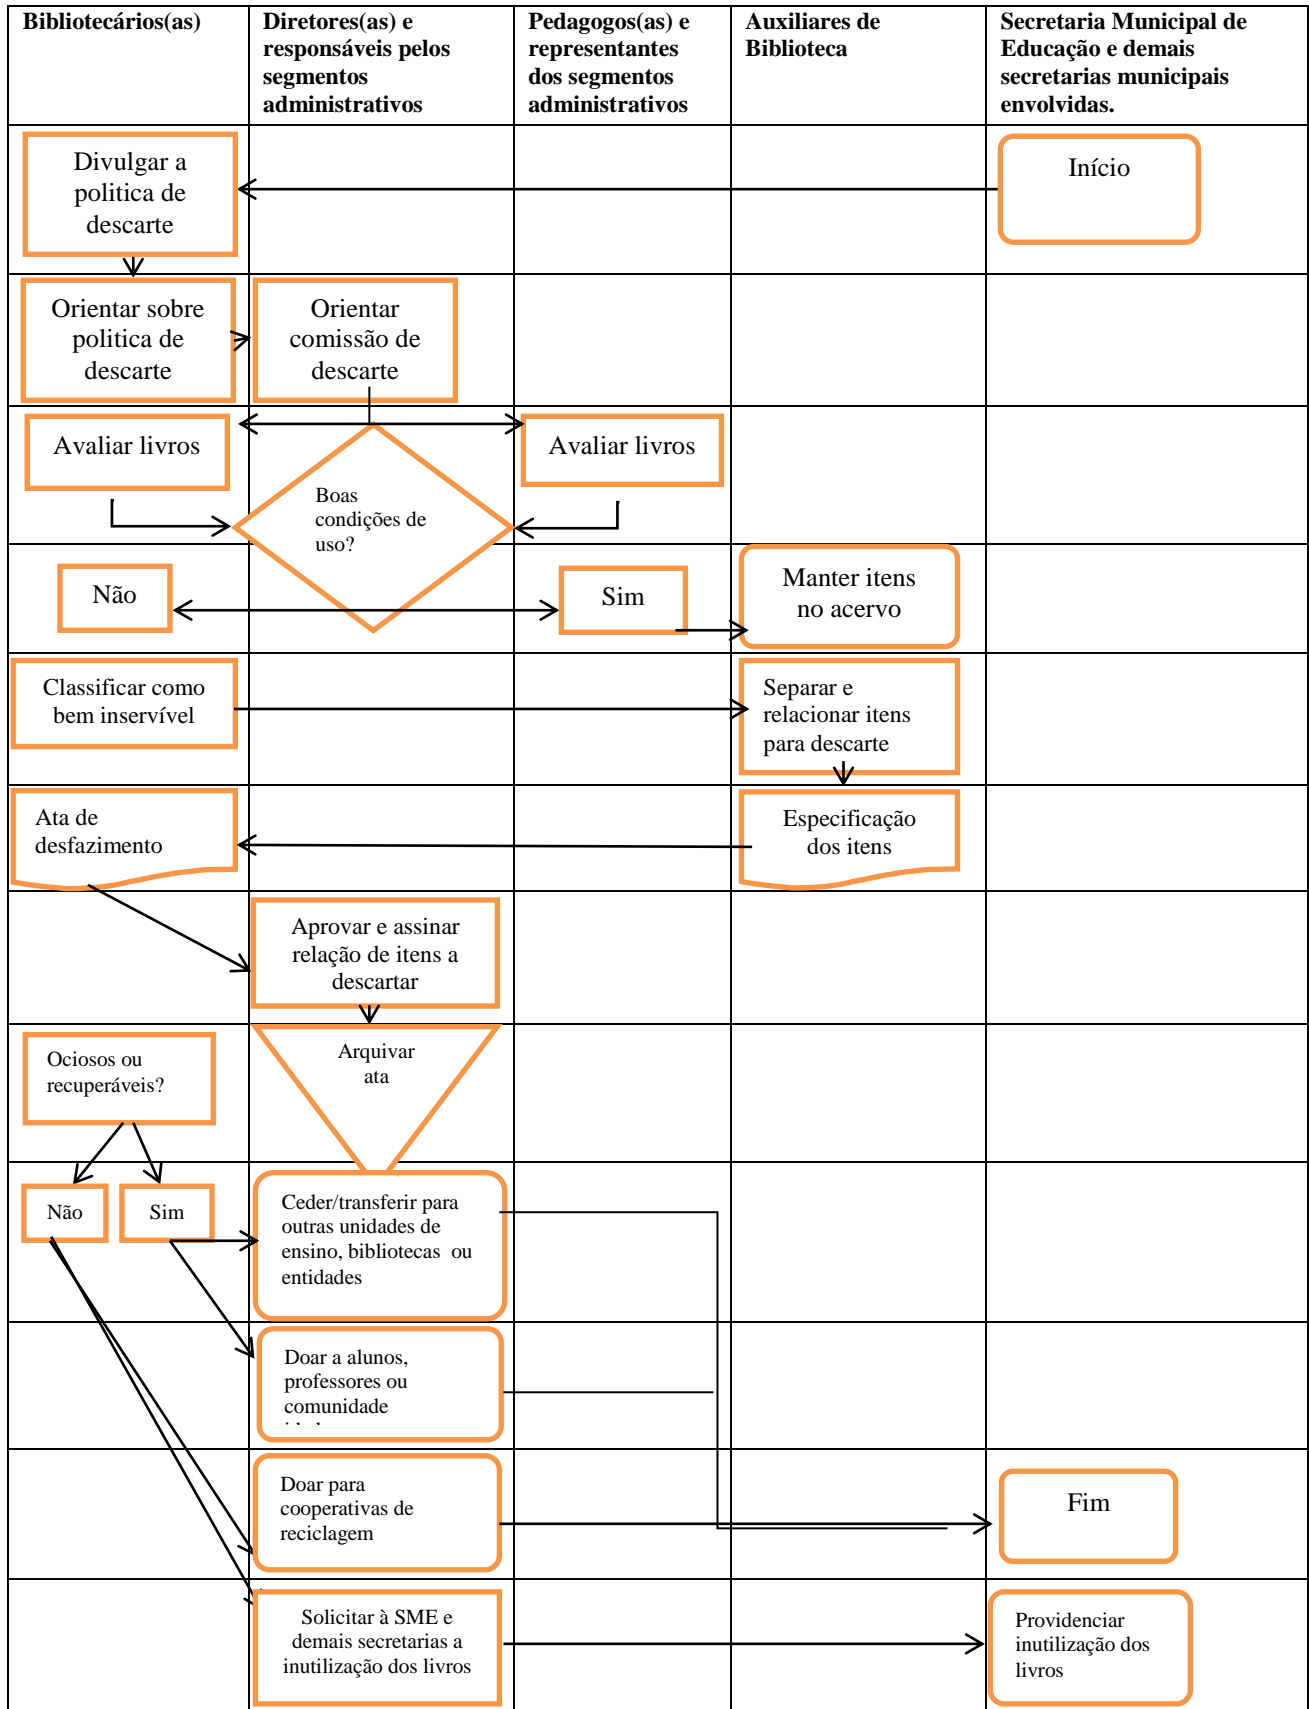 Bibliotecários(as)
Diretores(as) e
responsáveis pelos
segmentos
administrativos
Pedagogos(as) e
representantes
dos segmentos
administrativos
Auxiliares de
Biblioteca
Secretaria Municipal de
Educação e demais
secretarias municipais
envolvidas.
Divulgar a
politica de
descarte
Início
Orientar sobre
politica de
descarte
Orientar
comissão de
descarte
Avaliar livros
Boas
condições de
uso?
Avaliar livros
Não
Sim
Manter itens
no acervo
Classificar como
bem inservível
Separar e
relacionar itens
para descarte
Ata de
desfazimento
Especificação
dos itens
Aprovar e assinar
relação de itens a
descartar
Ociosos ou
recuperáveis?
Arquivar
ata
Não
Sim
Ceder/transferir para
outras unidades de
ensino, bibliotecas ou
entidades
Doar a alunos,
professores ou
comunidade
Doar para
cooperativas de
reciclagem
Fim
Solicitar à SME e
demais secretarias a
inutilização dos livros
Providenciar
inutilização dos
livros